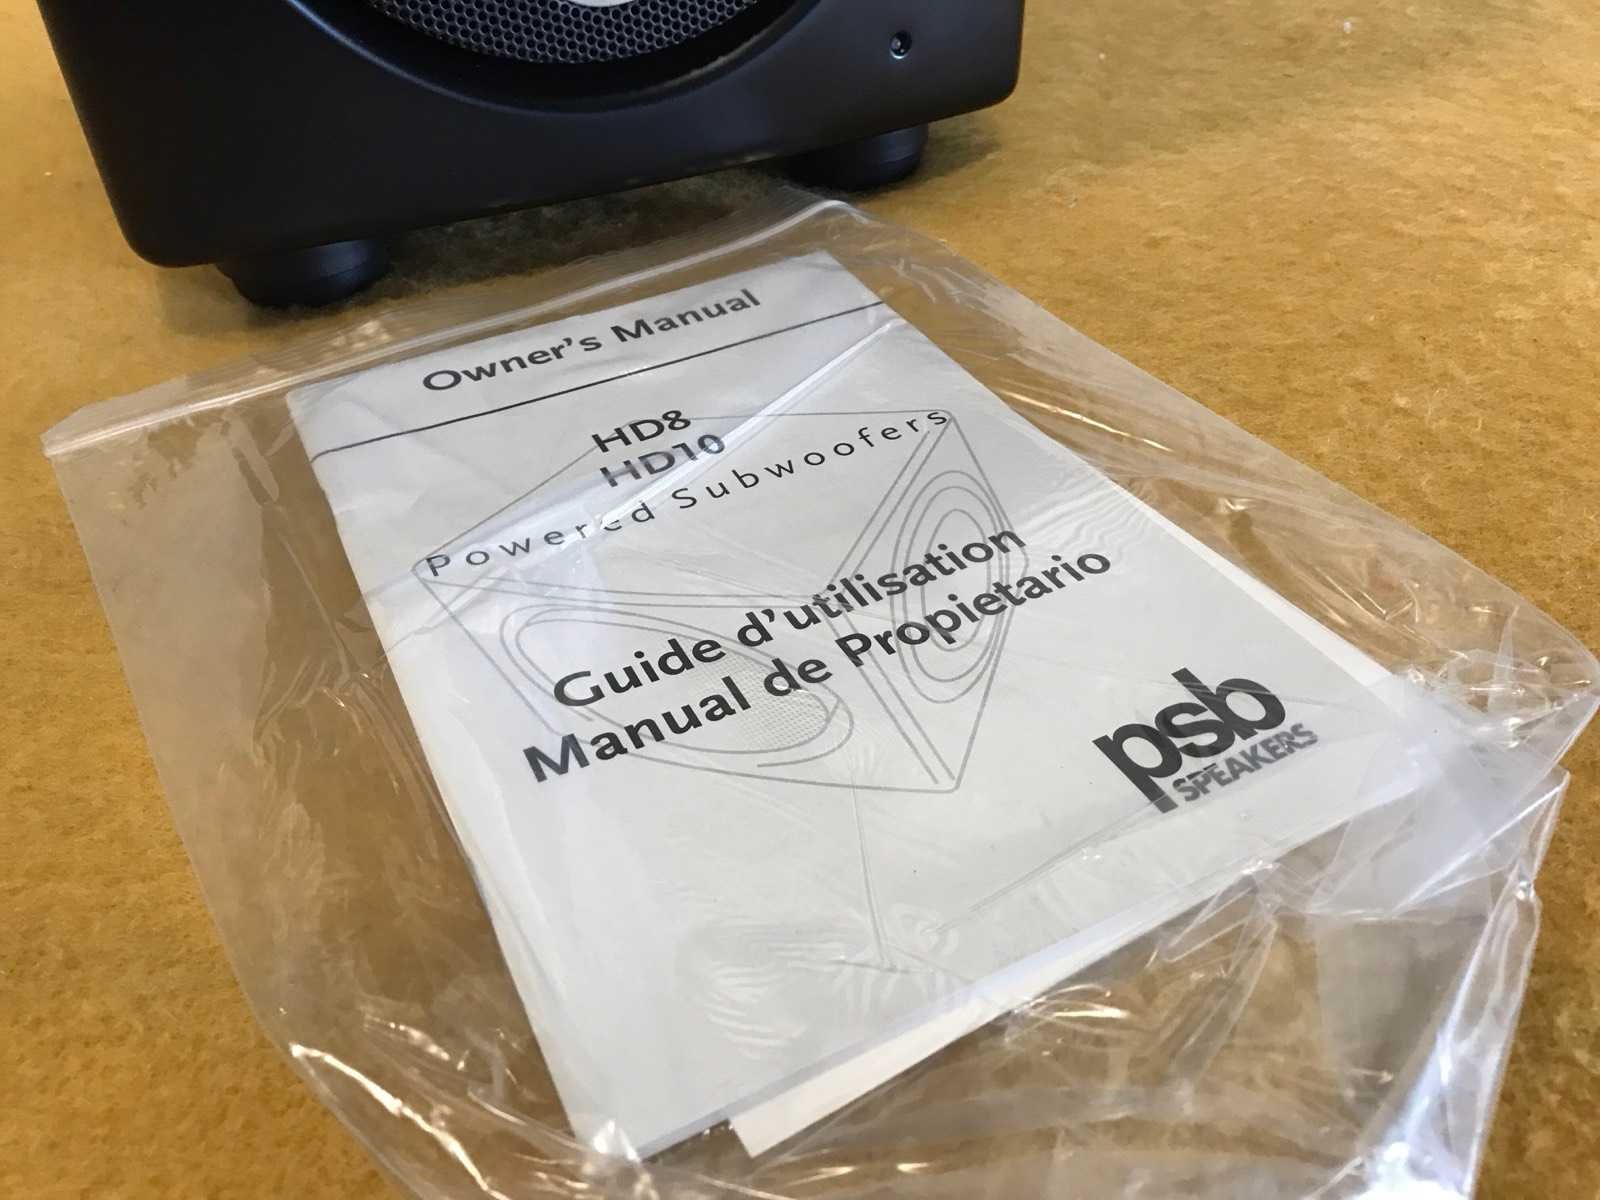 Owner's Manual
HD8
HD10
Powered Subwoofers
Guide d'utilisation
Manual de Propietario
psb
SPEAKERS